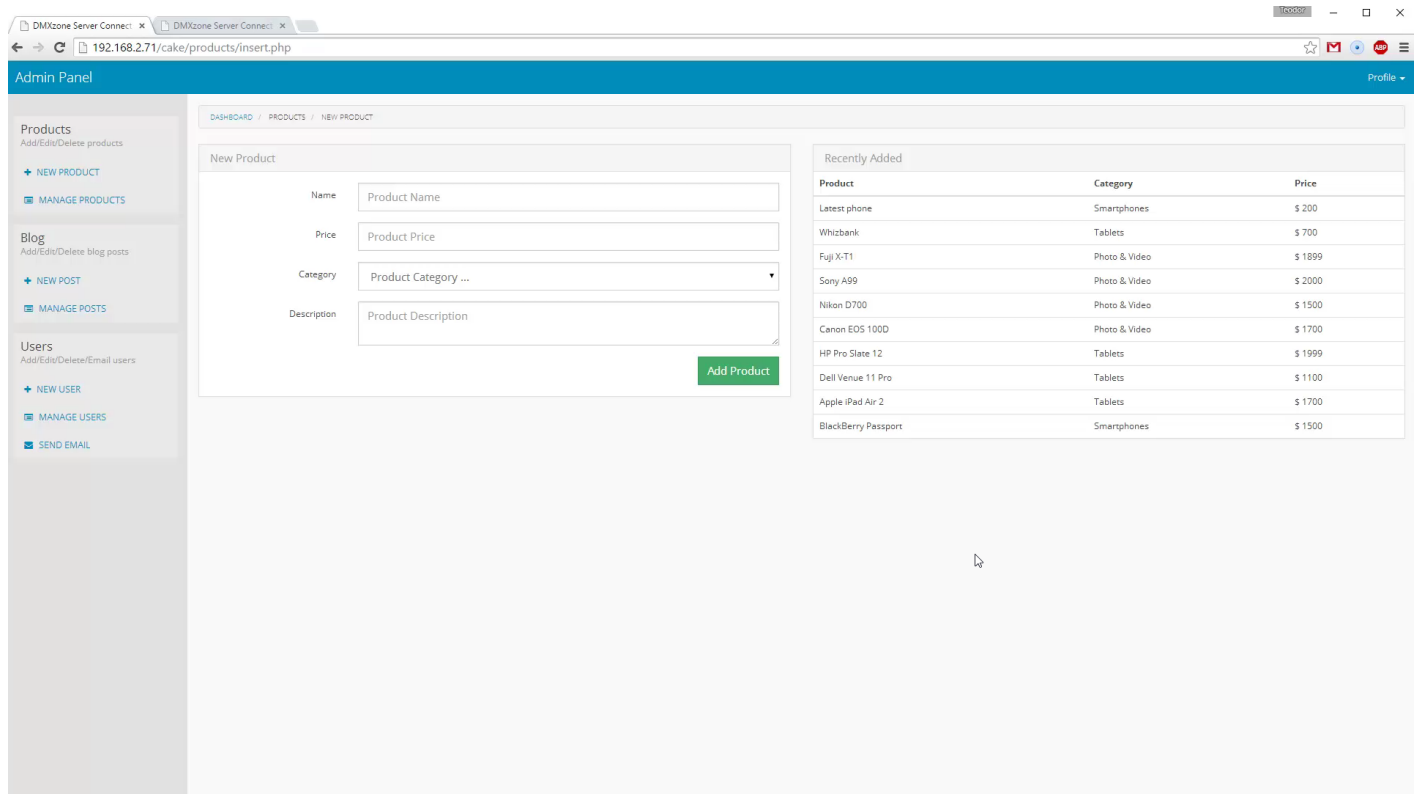 Teodor
DMXzone Server Connect
DMXzone Server Connect
192.168.2.71/cake/products/insert.php
ABP
Admin Panel
Profile
Products
Add/Edit/Delete products
NEW PRODUCT
MANAGE PRODUCTS
Blog
Add/Edit/Delete blog posts
NEW POST
MANAGE POSTS
Users
Add/Edit/Delete/Email users
NEW USER
MANAGE USERS
SEND EMAIL
DASHBOARD / PRODUCTS / NEW PRODUCT
New Product
Name Product Name
Price Product Price
Category Product Category ...
Description Product Description
Add Product
Recently Added
Product Category Price
Latest phone Smartphones $ 200
Whizbank Tablets $ 700
Fuji X-T1 Photo & Video $ 1899
Sony A99 Photo & Video $ 2000
Nikon D700 Photo & Video $ 1500
Canon EOS 100D Photo & Video $ 1700
HP Pro Slate 12 Tablets $ 1999
Dell Venue 11 Pro Tablets $ 1100
Apple iPad Air 2 Tablets $ 1700
BlackBerry Passport Smartphones $ 1500